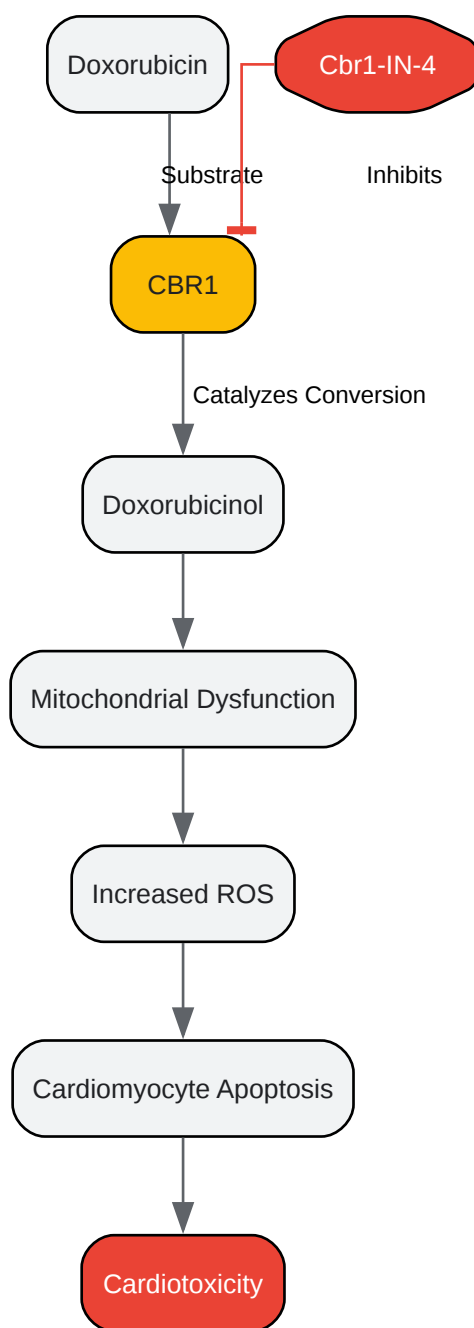 Doxorubicin
Cbr1-IN-4
Substrate
Inhibits
CBR1
Catalyzes Conversion
Doxorubicinol
Mitochondrial Dysfunction
Increased ROS
Cardiomyocyte Apoptosis
Cardiotoxicity